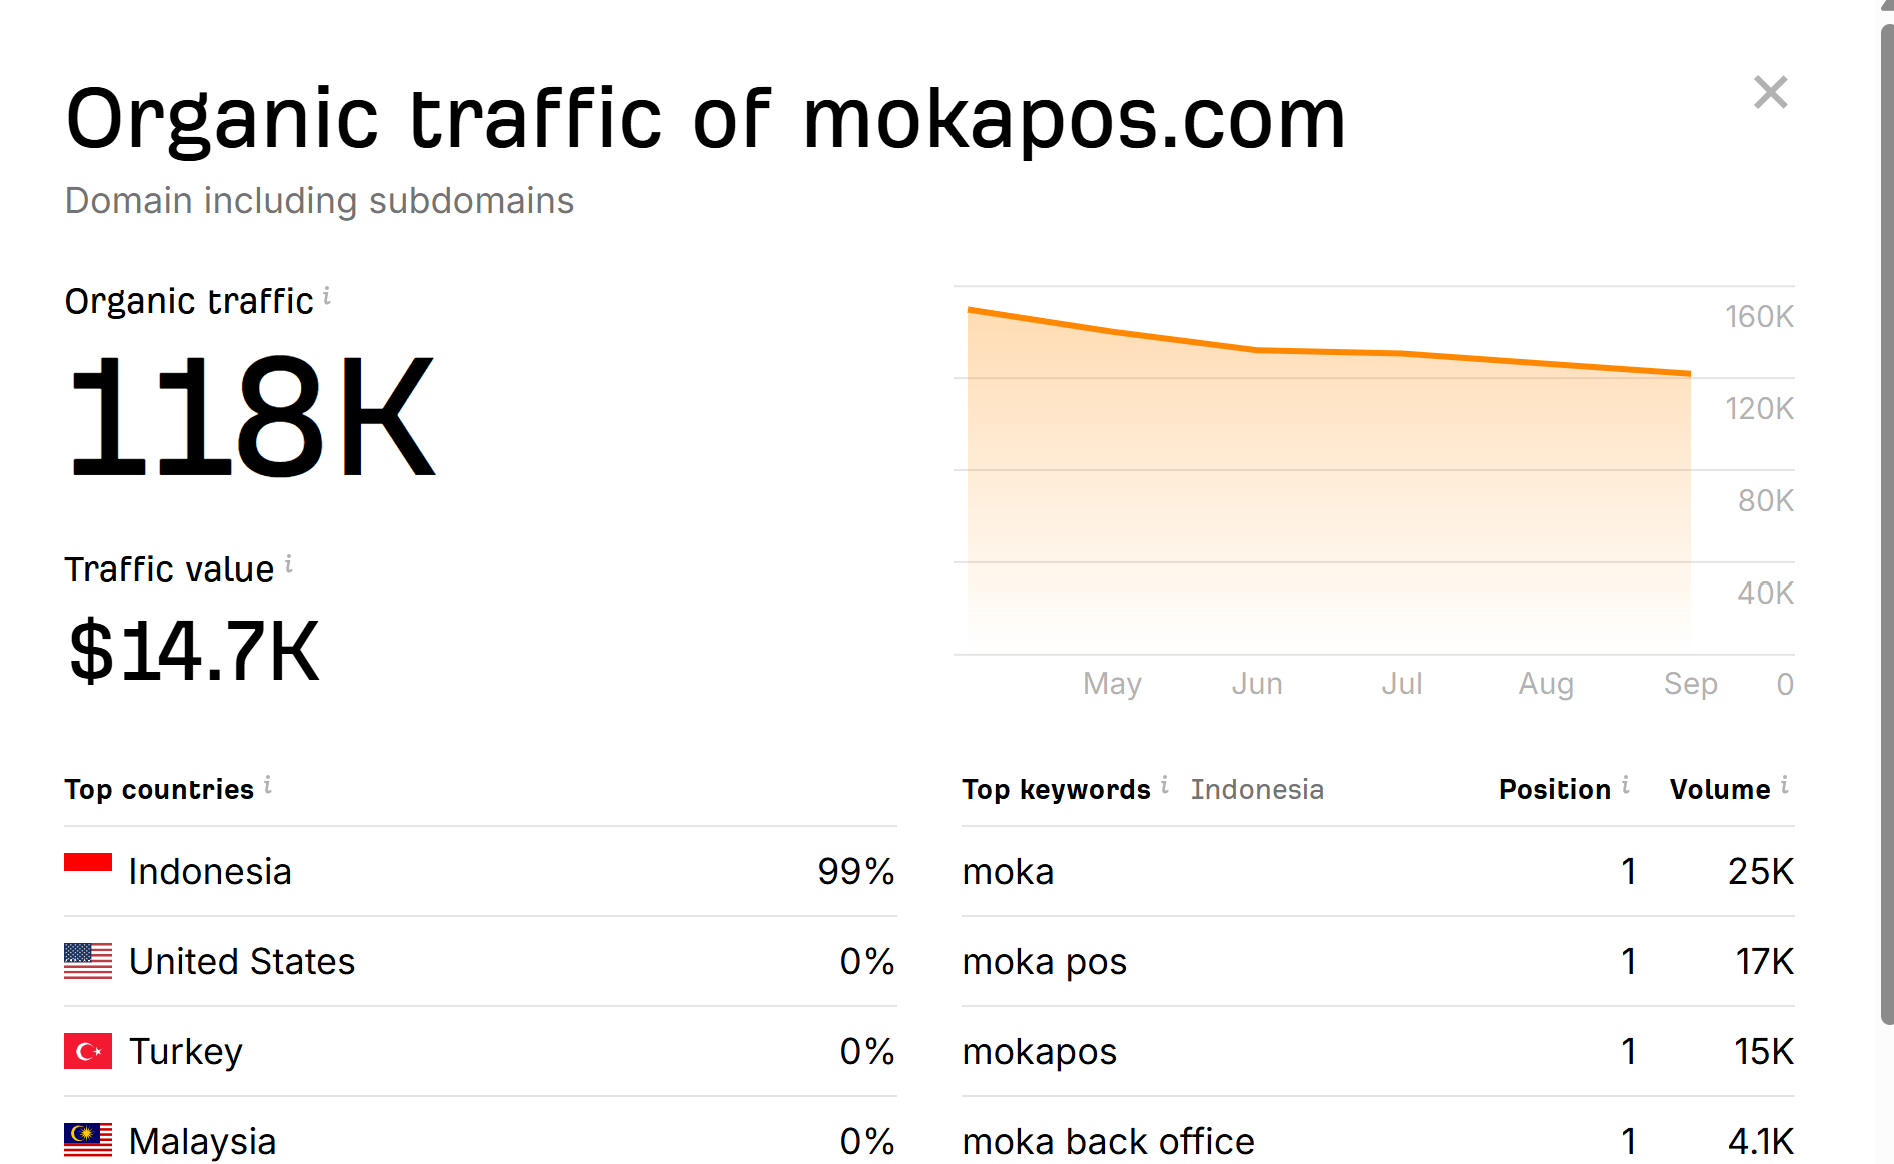 Organic traffic of mokapos.com
Domain including subdomains
Organic traffic i
118K
Traffic value i
$14.7K
160K
120K
80K
40K
May Jun Jul Aug Sep 0
Top countries i
Indonesia 99%
United States 0%
Turkey 0%
Malaysia 0%
Top keywords i Indonesia Position i Volume i
moka 1 25K
moka pos 1 17K
mokapos 1 15K
moka back office 1 4.1K